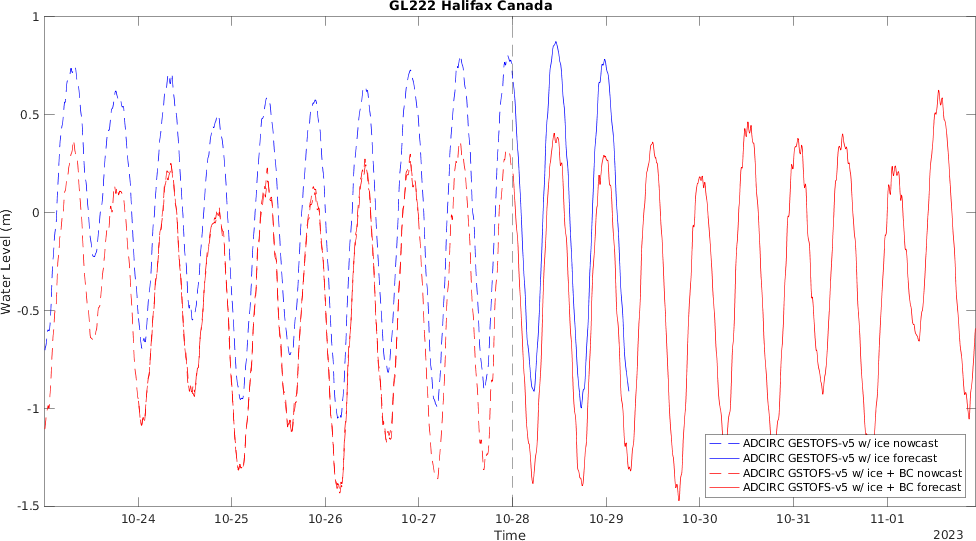 GL222 Halifax Canada
Water Level (m)
1
0.5
0
-0.5
-1
-1.5
10-24
10-25
10-26
10-27
10-28
10-29
10-30
10-31
11-01
Time
2023
ADCIRC GESTOFS-v5 w/ ice nowcast
ADCIRC GESTOFS-v5 w/ ice forecast
ADCIRC GSTOFS-v5 w/ ice + BC nowcast
ADCIRC GSTOFS-v5 w/ ice + BC forecast